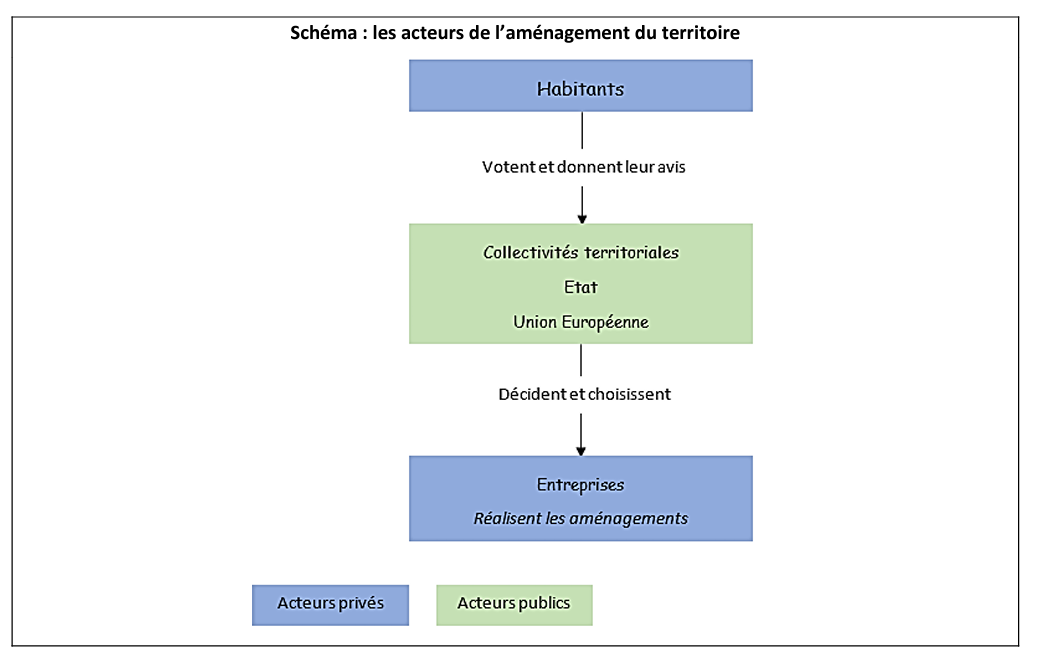 Schéma : les acteurs de l’aménagement du territoire
Habitants
Votent et donnent leur avis
Collectivités territoriales
Etat
Union Européenne
Décident et choisissent
Entreprises
Réalisent les aménagements
Acteurs privés
Acteurs publics